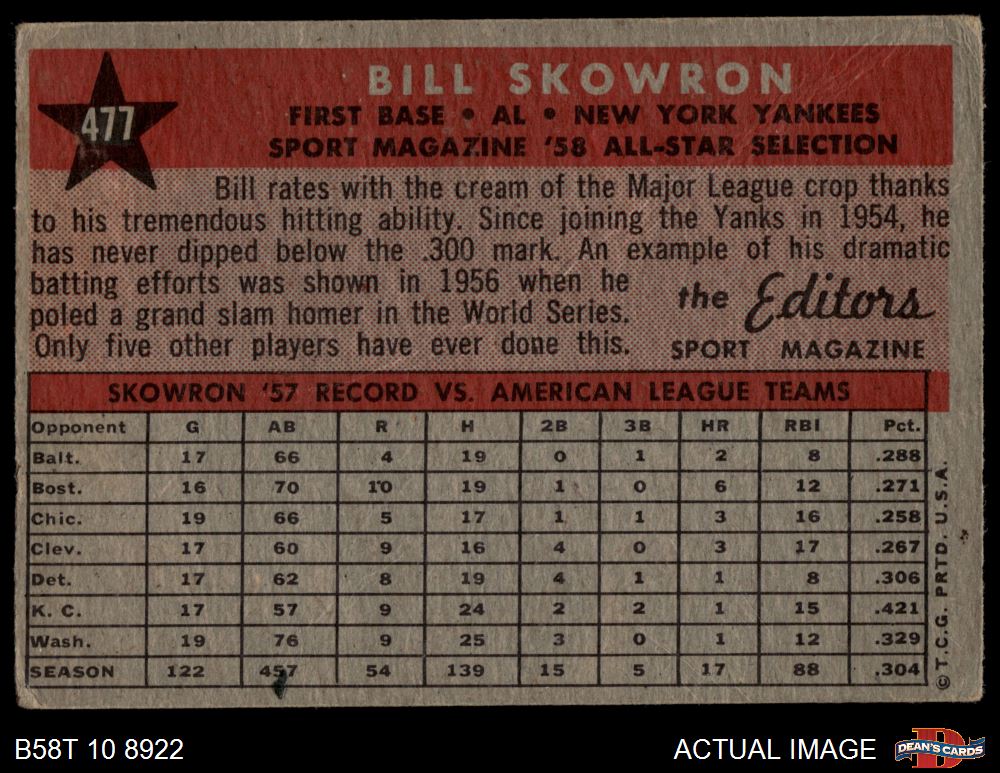 BILL SKOWRON
477
FIRST BASE • AL • NEW YORK YANKEES
SPORT MAGAZINE '58 ALL-STAR SELECTION
Bill rates with the cream of the Major League crop thanks
to his tremendous hitting ability. Since joining the Yanks in 1954, he
has never dipped below the .300 mark. An example of his dramatic
batting efforts was shown in 1956 when he
poled a grand slam homer in the World Series.
Only five other players have ever done this.
the Editors
SPORT MAGAZINE
SKOWRON '57 RECORD VS. AMERICAN LEAGUE TEAMS
Opponent G AB R H 2B 3B HR RBI Pct.
Balt. 17 66 4 19 0 1 2 8 .288
Bost. 16 70 10 19 1 0 6 12 .271
Chic. 19 66 5 17 1 1 3 16 .258
Clev. 17 60 9 16 4 0 3 17 .267
Det. 17 62 8 19 4 1 1 8 .306
K. C. 17 57 9 24 2 2 1 15 .421
Wash. 19 76 9 25 3 0 1 12 .329
SEASON 122 457 54 139 15 5 17 88 .304
© T.C.G. PRTD. U.S.A.
B58T 10 8922
ACTUAL IMAGE
D
DEAN'S CARDS